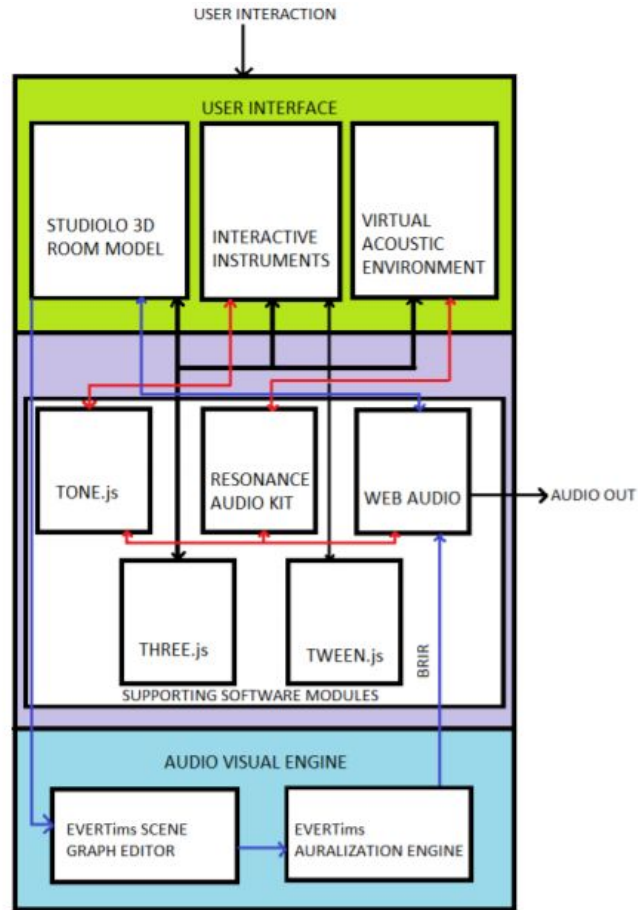 USER INTERACTION
USER INTERFACE
STUDIOLO 3D
ROOM MODEL
INTERACTIVE
INSTRUMENTS
VIRTUAL
ACOUSTIC
ENVIRONMENT
TONE.js
RESONANCE
AUDIO KIT
WEB AUDIO
AUDIO OUT
THREE.js
TWEEN.js
BRIR
SUPPORTING SOFTWARE MODULES
AUDIO VISUAL ENGINE
EVERTims SCENE
GRAPH EDITOR
EVERTims
AURALIZATION ENGINE